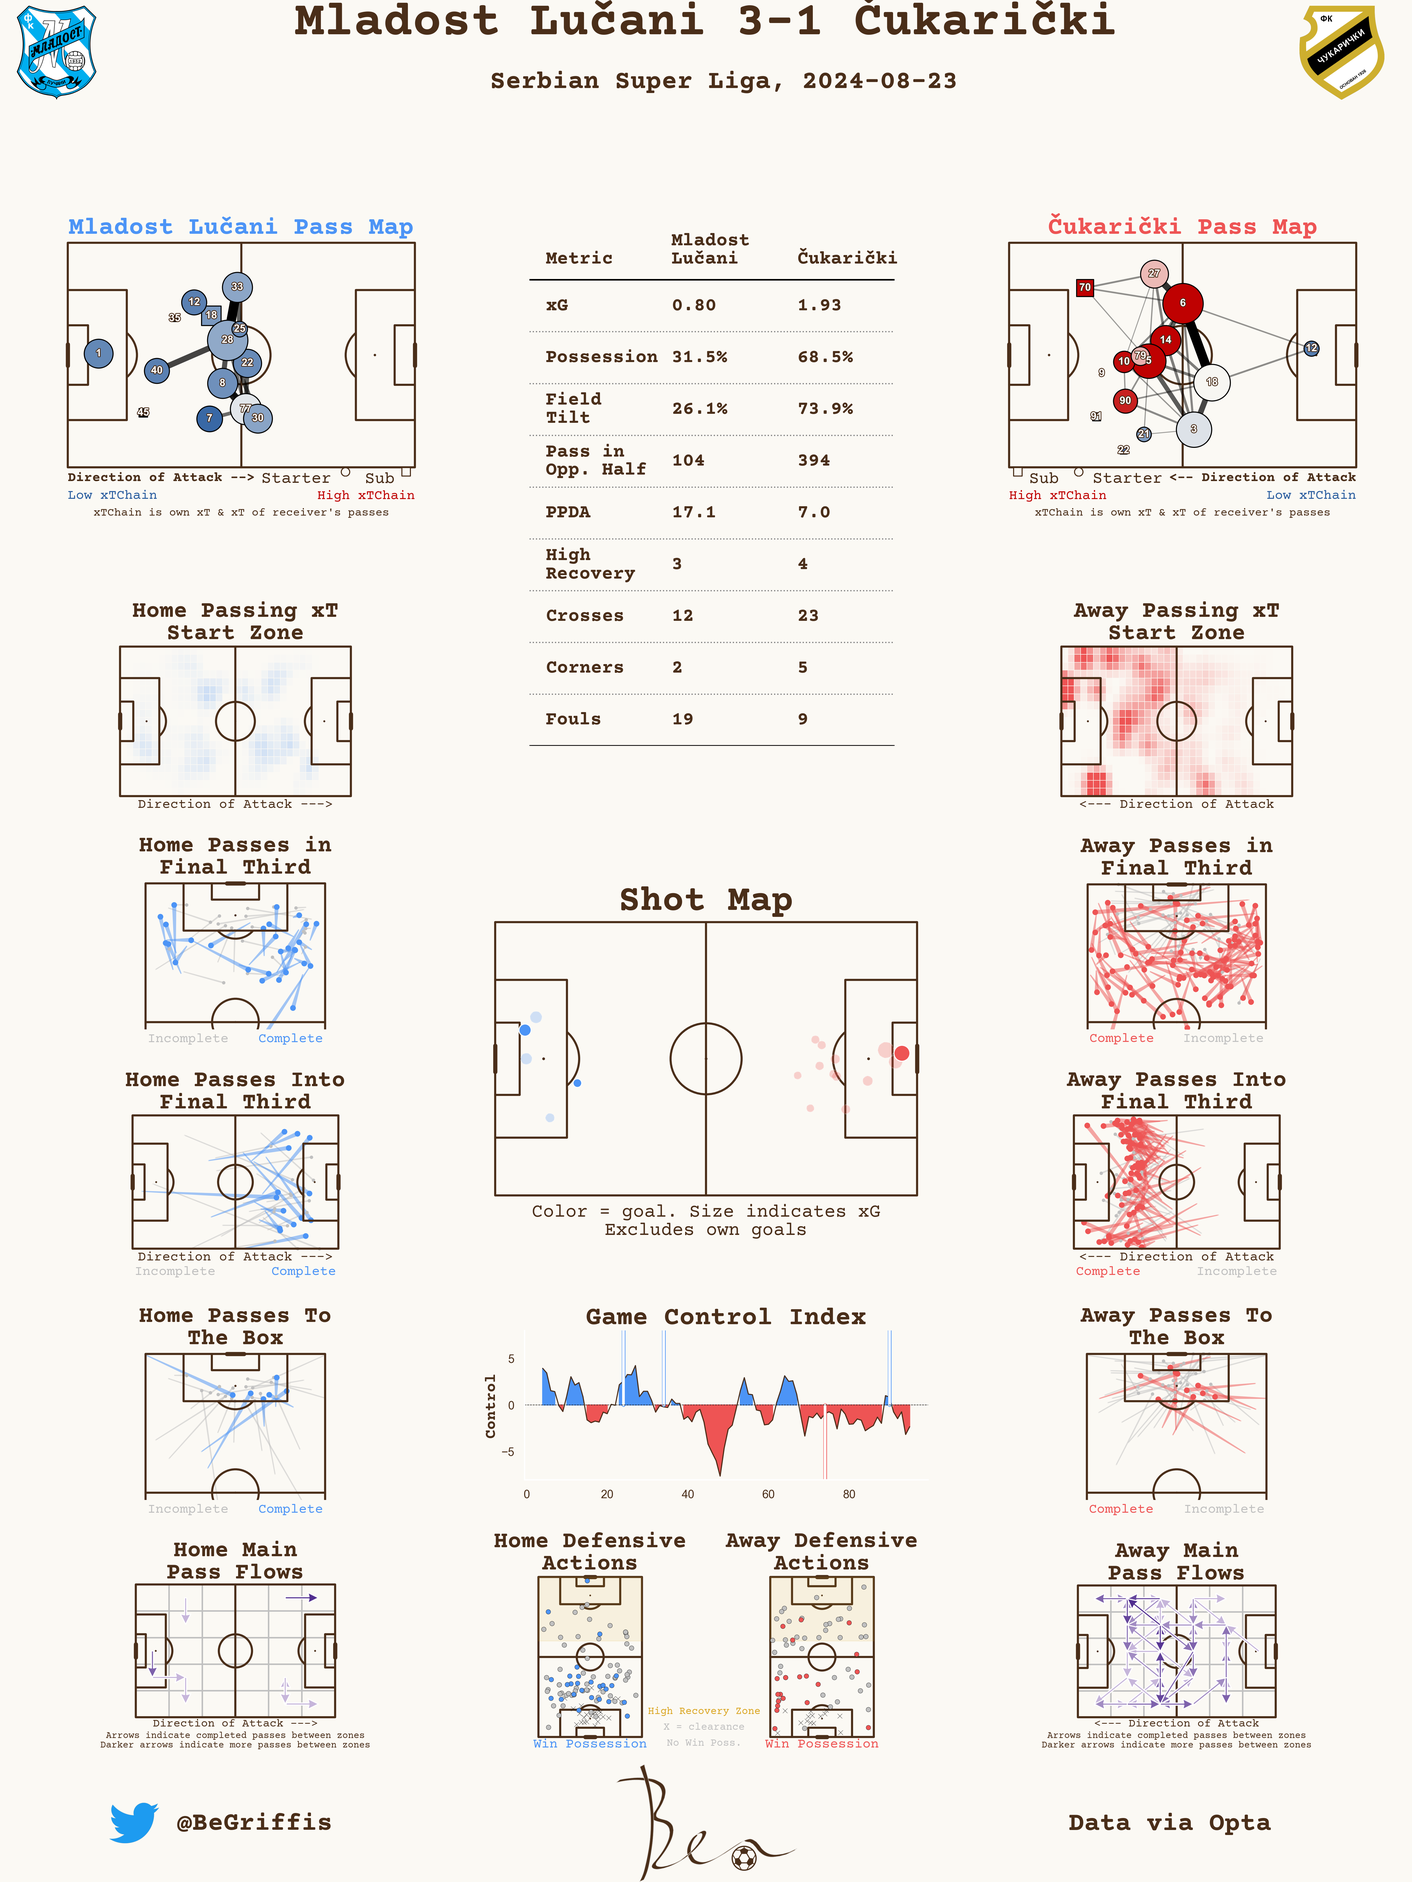 Mladost Lučani 3-1 Čukarički
Serbian Super Liga, 2024-08-23
ФК
МЛАДОСТ
ЛУЧАНИ
ФК
ЧУКАРИЧКИ
ОСНОВАН 1926
Mladost Lučani Pass Map
33
12
18
35
25
28
1
22
40
8
77
7
30
45
Direction of Attack --> Starter Sub
Low xTChain High xTChain
xTChain is own xT & xT of receiver's passes
Metric Mladost Lučani Čukarički
xG 0.80 1.93
Possession 31.5% 68.5%
Field Tilt 26.1% 73.9%
Pass in Opp. Half 104 394
PPDA 17.1 7.0
High Recovery 3 4
Crosses 12 23
Corners 2 5
Fouls 19 9
Čukarički Pass Map
27
70
6
14
12
79
5
10
9
18
90
91
3
21
22
Sub Starter <-- Direction of Attack
High xTChain Low xTChain
xTChain is own xT & xT of receiver's passes
Home Passing xT
Start Zone
Direction of Attack --->
Away Passing xT
Start Zone
<--- Direction of Attack
Home Passes in
Final Third
Incomplete Complete
Away Passes in
Final Third
Complete Incomplete
Shot Map
Color = goal. Size indicates xG
Excludes own goals
Home Passes Into
Final Third
Direction of Attack --->
Incomplete Complete
Away Passes Into
Final Third
<--- Direction of Attack
Complete Incomplete
Home Passes To
The Box
Incomplete Complete
Game Control Index
Control
5
0
−5
0 20 40 60 80
Away Passes To
The Box
Complete Incomplete
Home Main
Pass Flows
Direction of Attack --->
Arrows indicate completed passes between zones
Darker arrows indicate more passes between zones
Home Defensive
Actions
Win Possession
Away Defensive
Actions
Win Possession
High Recovery Zone
X = clearance
No Win Poss.
Away Main
Pass Flows
<--- Direction of Attack
Arrows indicate completed passes between zones
Darker arrows indicate more passes between zones
@BeGriffis
Ben
Data via Opta